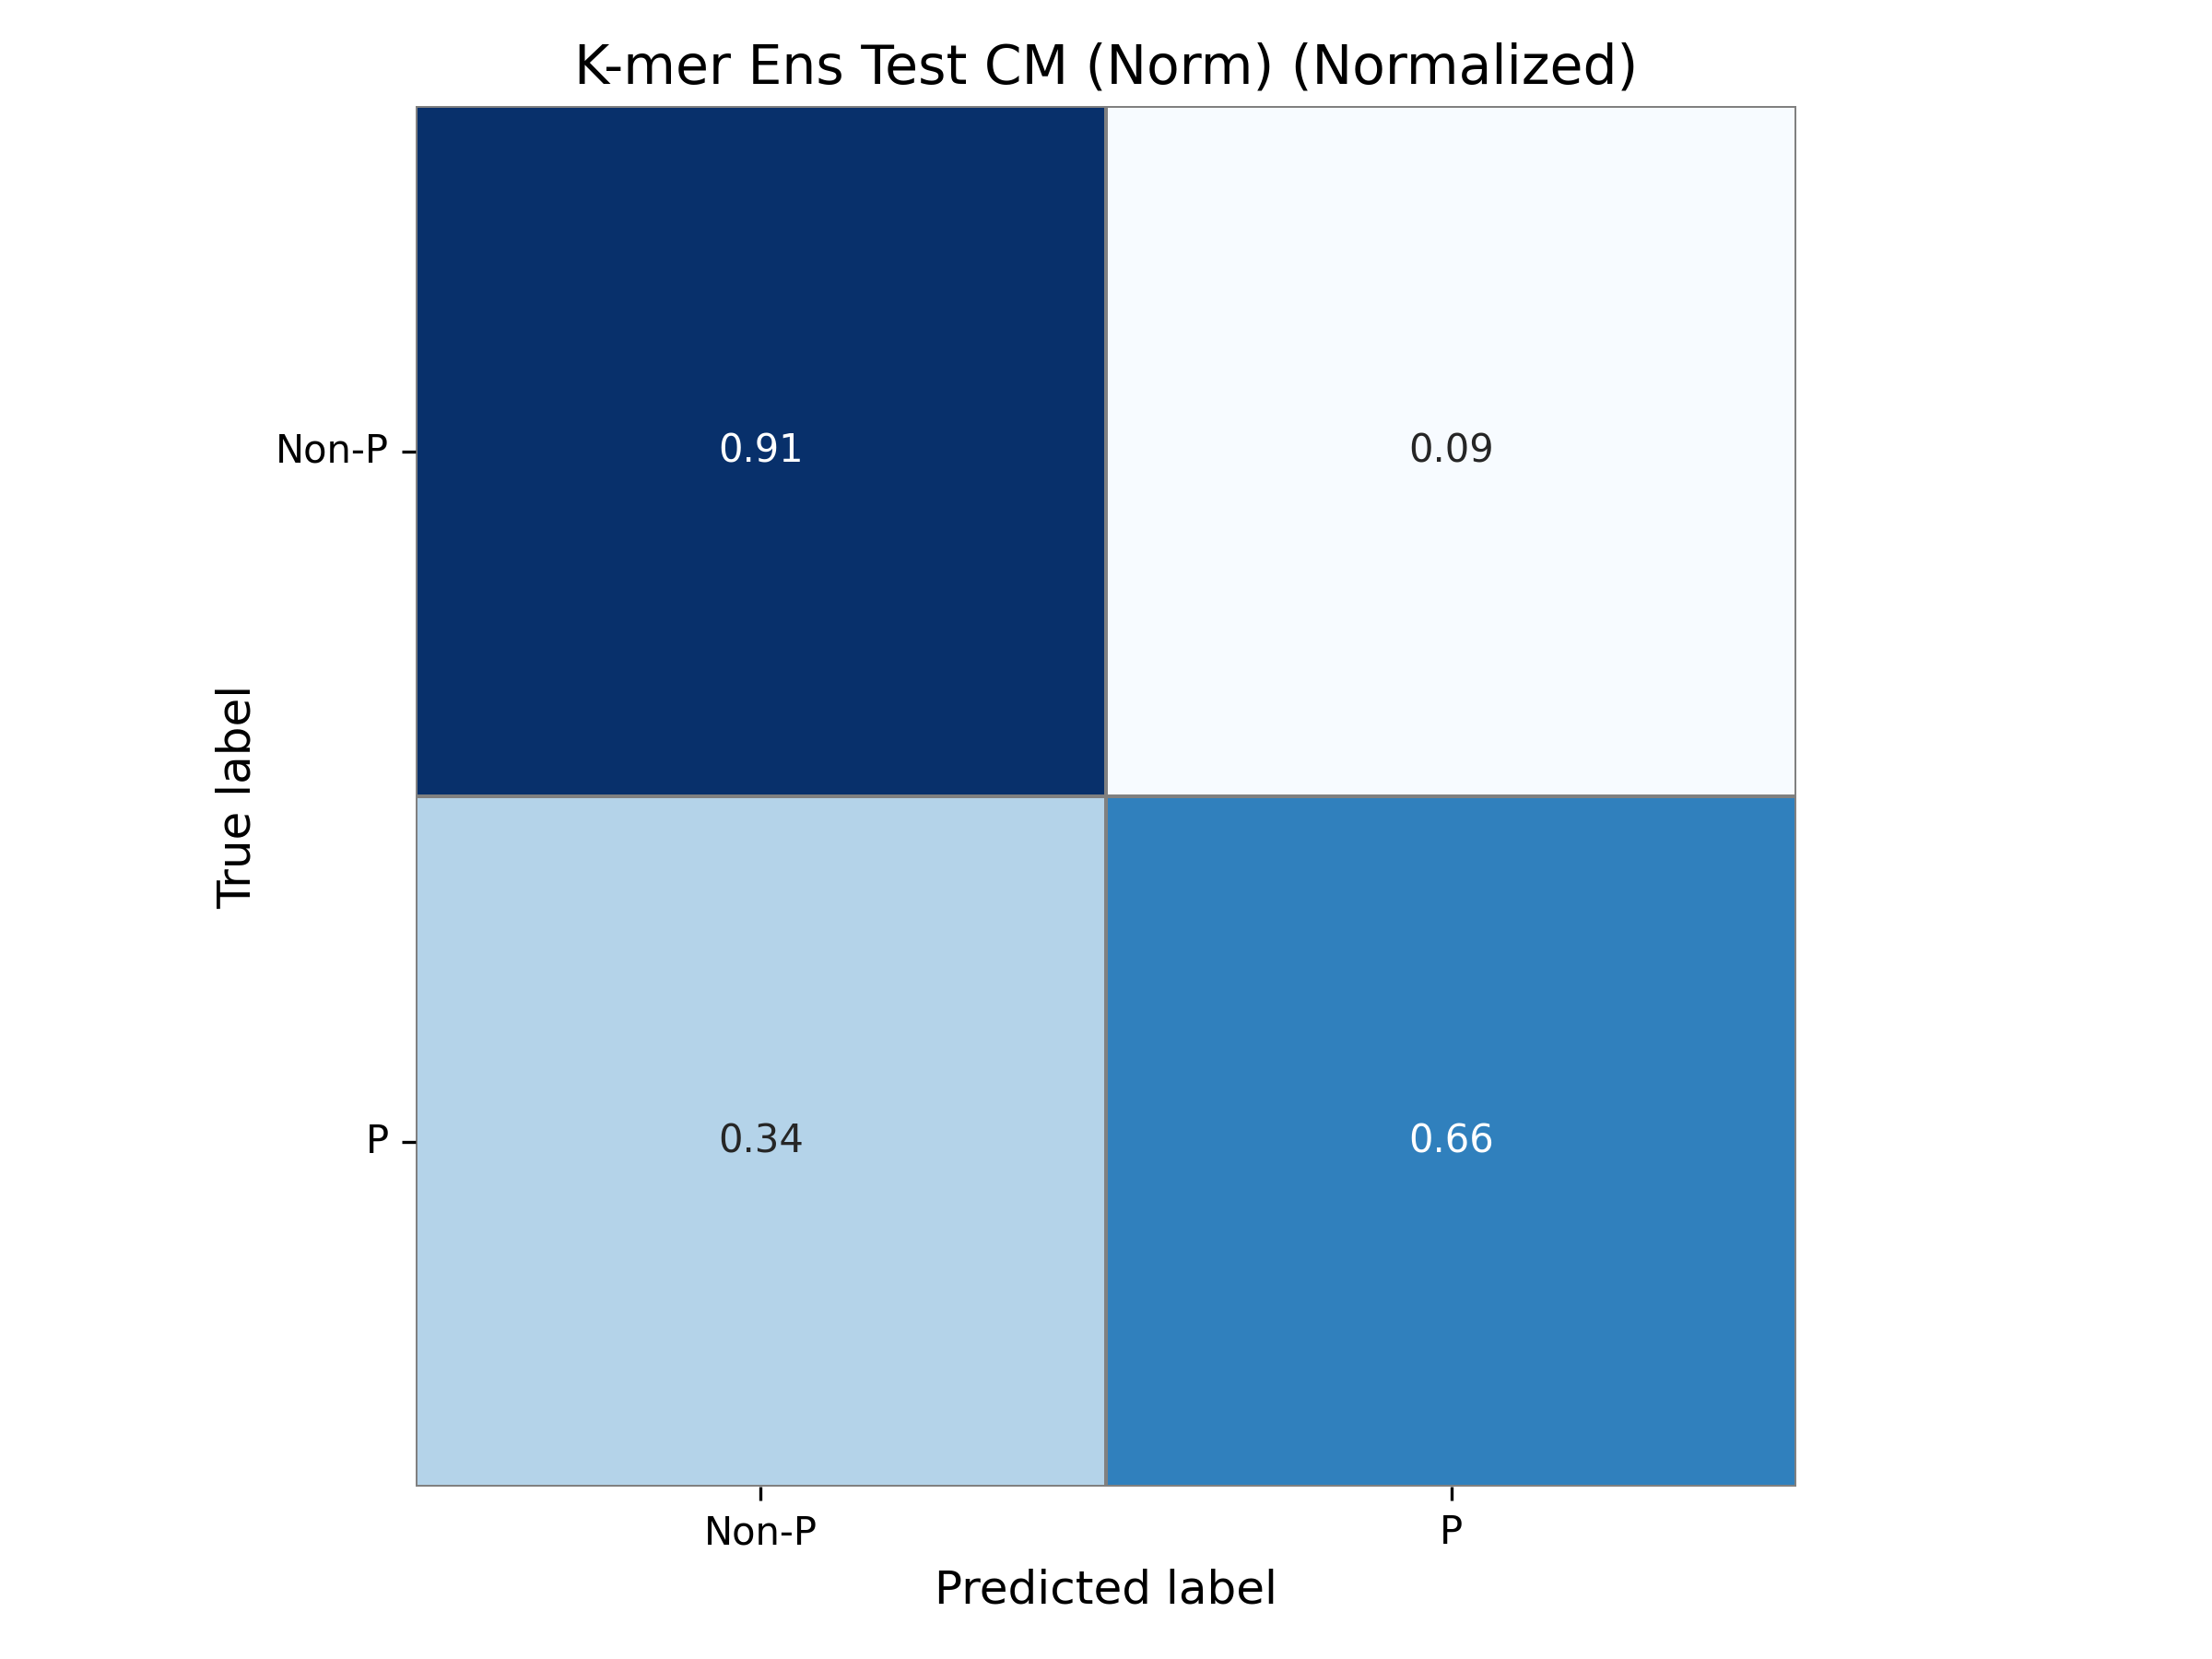 K-mer Ens Test CM (Norm) (Normalized)
True label
Non-P
0.91
0.09
P
0.34
0.66
Non-P
P
Predicted label